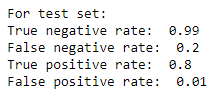 For test set:
True negative rate:  0.99
False negative rate:  0.2
True positive rate:  0.8
False positive rate:  0.01